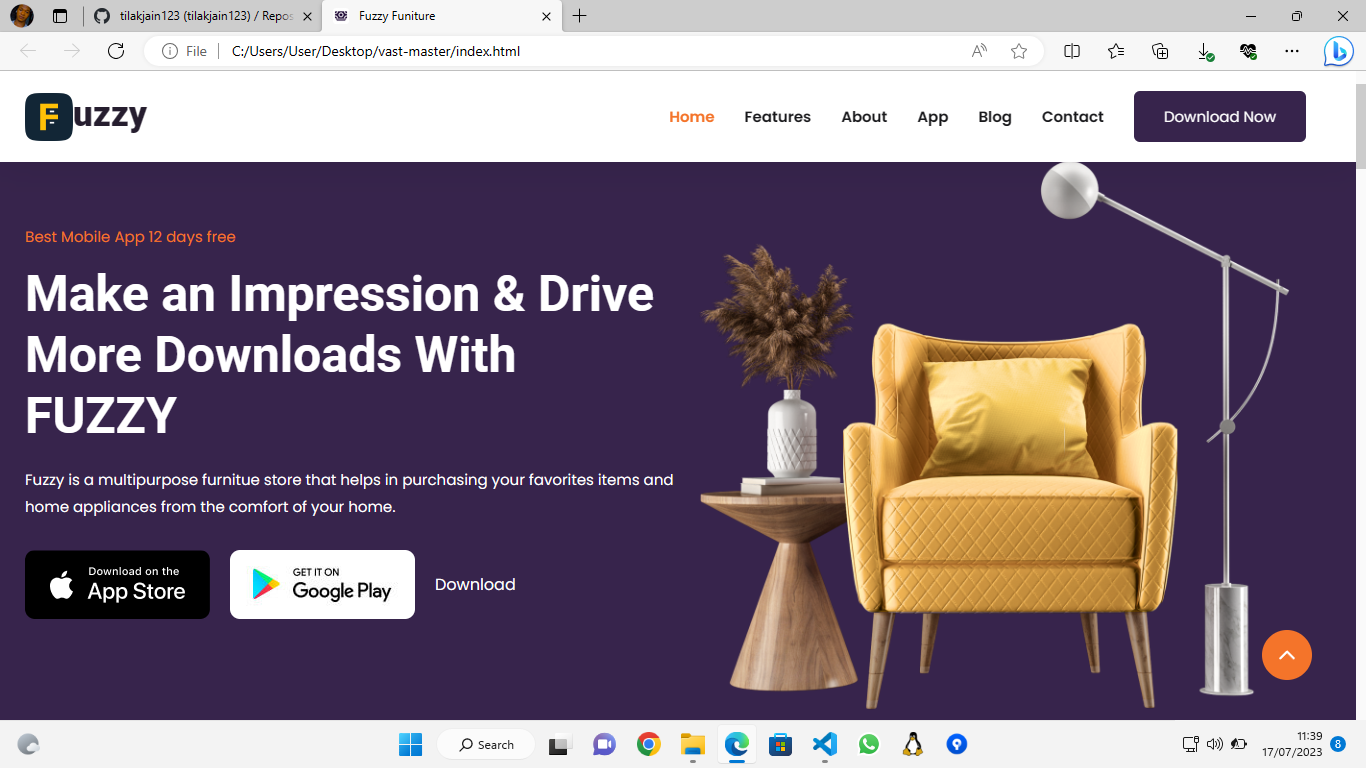 tilakjain123 (tilakjain123) / Repos
Fuzzy Funiture
File
C:/Users/User/Desktop/vast-master/index.html
Fuzzy
Home
Features
About
App
Blog
Contact
Download Now
Best Mobile App 12 days free
Make an Impression & Drive
More Downloads With
FUZZY
Fuzzy is a multipurpose furnitue store that helps in purchasing your favorites items and
home appliances from the comfort of your home.
Download on the
App Store
GET IT ON
Google Play
Download
Search
11:39
17/07/2023
8